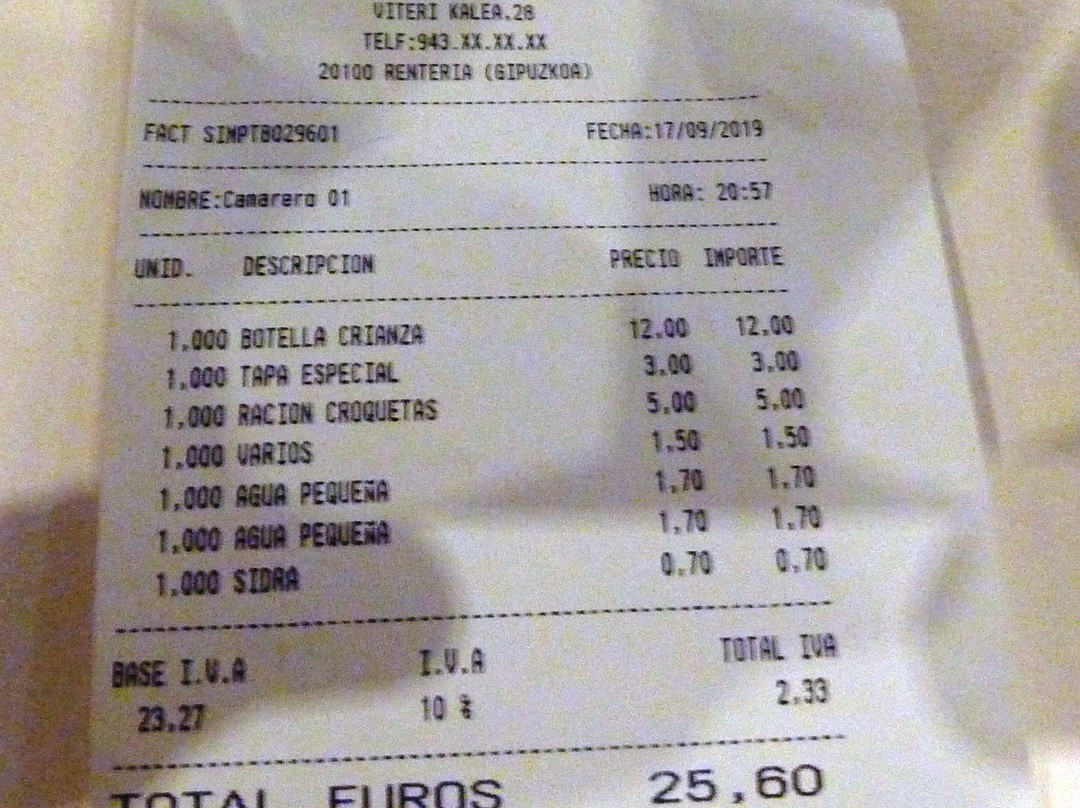 VITERI KALEA,28
TELF:943.XX.XX.XX
20100 RENTERIA (GIPUZKOA)
FACT SIMPTB029601 FECHA:17/09/2019
NOMBRE:Camarero 01 HORA: 20:57
UNID. DESCRIPCION PRECIO IMPORTE
1,000 BOTELLA CRIANZA 12,00 12,00
1,000 TAPA ESPECIAL 3,00 3,00
1,000 RACION CROQUETAS 5,00 5,00
1,000 VARIOS 1,50 1,50
1,000 AGUA PEQUEÑA 1,70 1,70
1,000 AGUA PEQUEÑA 1,70 1,70
1,000 SIDRA 0,70 0,70
BASE I.V.A I.V.A TOTAL IVA
23,27 10 % 2,33
TOTAL EUROS 25,60